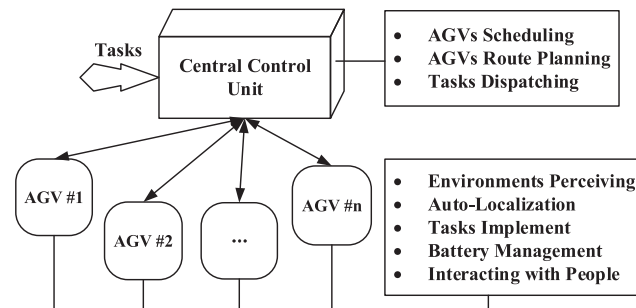 Tasks
Central Control
Unit
• AGVs Scheduling
• AGVs Route Planning
• Tasks Dispatching
AGV #1
AGV #2
...
AGV #n
• Environments Perceiving
• Auto-Localization
• Tasks Implement
• Battery Management
• Interacting with People